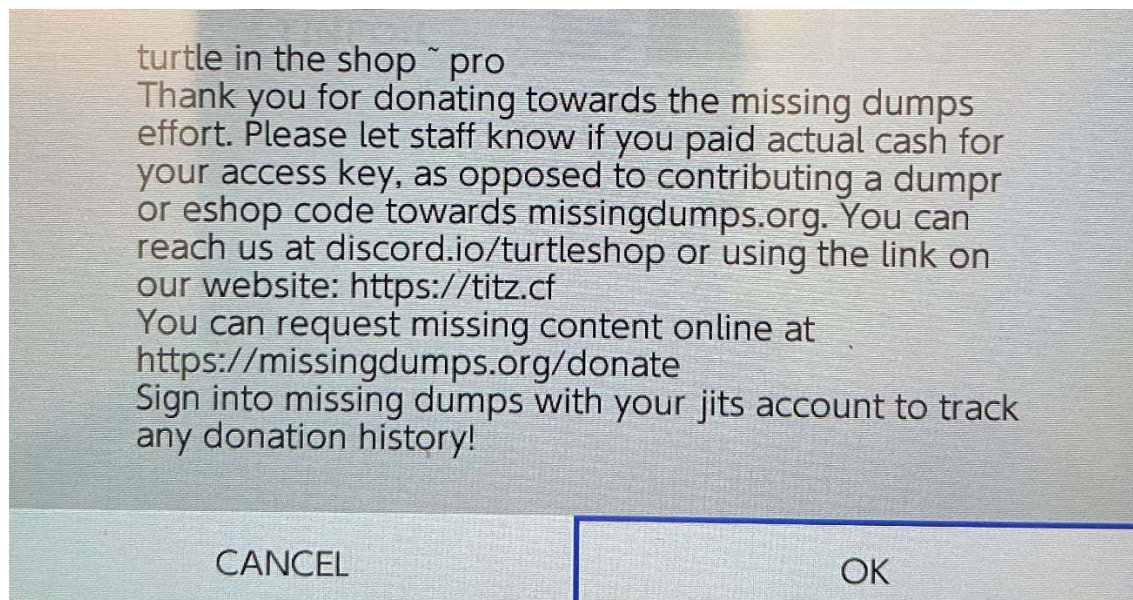 turtle in the shop ~ pro
Thank you for donating towards the missing dumps
effort. Please let staff know if you paid actual cash for
your access key, as opposed to contributing a dumpr
or eshop code towards missingdumps.org. You can
reach us at discord.io/turtleshop or using the link on
our website: https://titz.cf
You can request missing content online at
https://missingdumps.org/donate
Sign into missing dumps with your jits account to track
any donation history!
CANCEL
OK